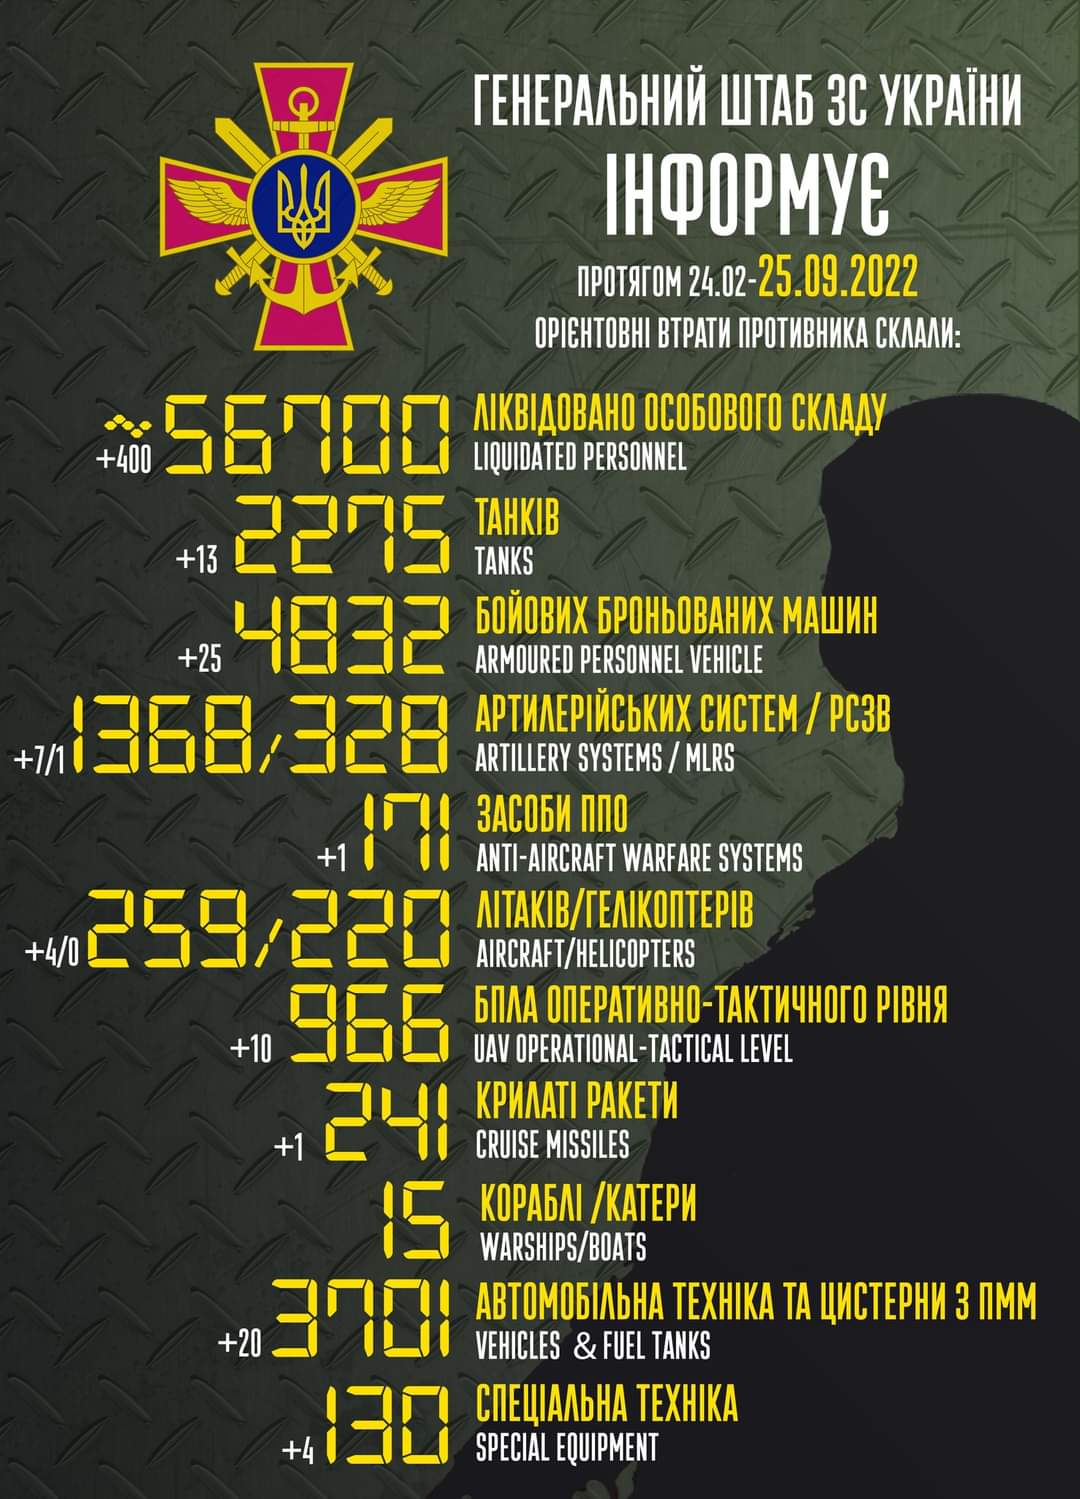 ГЕНЕРАЛЬНИЙ ШТАБ ЗС УКРАЇНИ
ІНФОРМУЄ
ПРОТЯГОМ 24.02-25.09.2022
ОРІЄНТОВНІ ВТРАТИ ПРОТИВНИКА СКЛАЛИ:
+400 ~56700 ЛІКВІДОВАНО ОСОБОВОГО СКЛАДУ
LIQUIDATED PERSONNEL
+13 2275 ТАНКІВ
TANKS
+25 4832 БОЙОВИХ БРОНЬОВАНИХ МАШИН
ARMOURED PERSONNEL VEHICLE
+7/1 1368/328 АРТИЛЕРІЙСЬКИХ СИСТЕМ / РСЗВ
ARTILLERY SYSTEMS / MLRS
+1 171 ЗАСОБИ ППО
ANTI-AIRCRAFT WARFARE SYSTEMS
+4/0 259/220 ЛІТАКІВ/ГЕЛІКОПТЕРІВ
AIRCRAFT/HELICOPTERS
+10 966 БПЛА ОПЕРАТИВНО-ТАКТИЧНОГО РІВНЯ
UAV OPERATIONAL-TACTICAL LEVEL
+1 241 КРИЛАТІ РАКЕТИ
CRUISE MISSILES
15 КОРАБЛІ /КАТЕРИ
WARSHIPS/BOATS
+20 3701 АВТОМОБІЛЬНА ТЕХНІКА ТА ЦИСТЕРНИ З ПММ
VEHICLES & FUEL TANKS
+4 130 СПЕЦІАЛЬНА ТЕХНІКА
SPECIAL EQUIPMENT